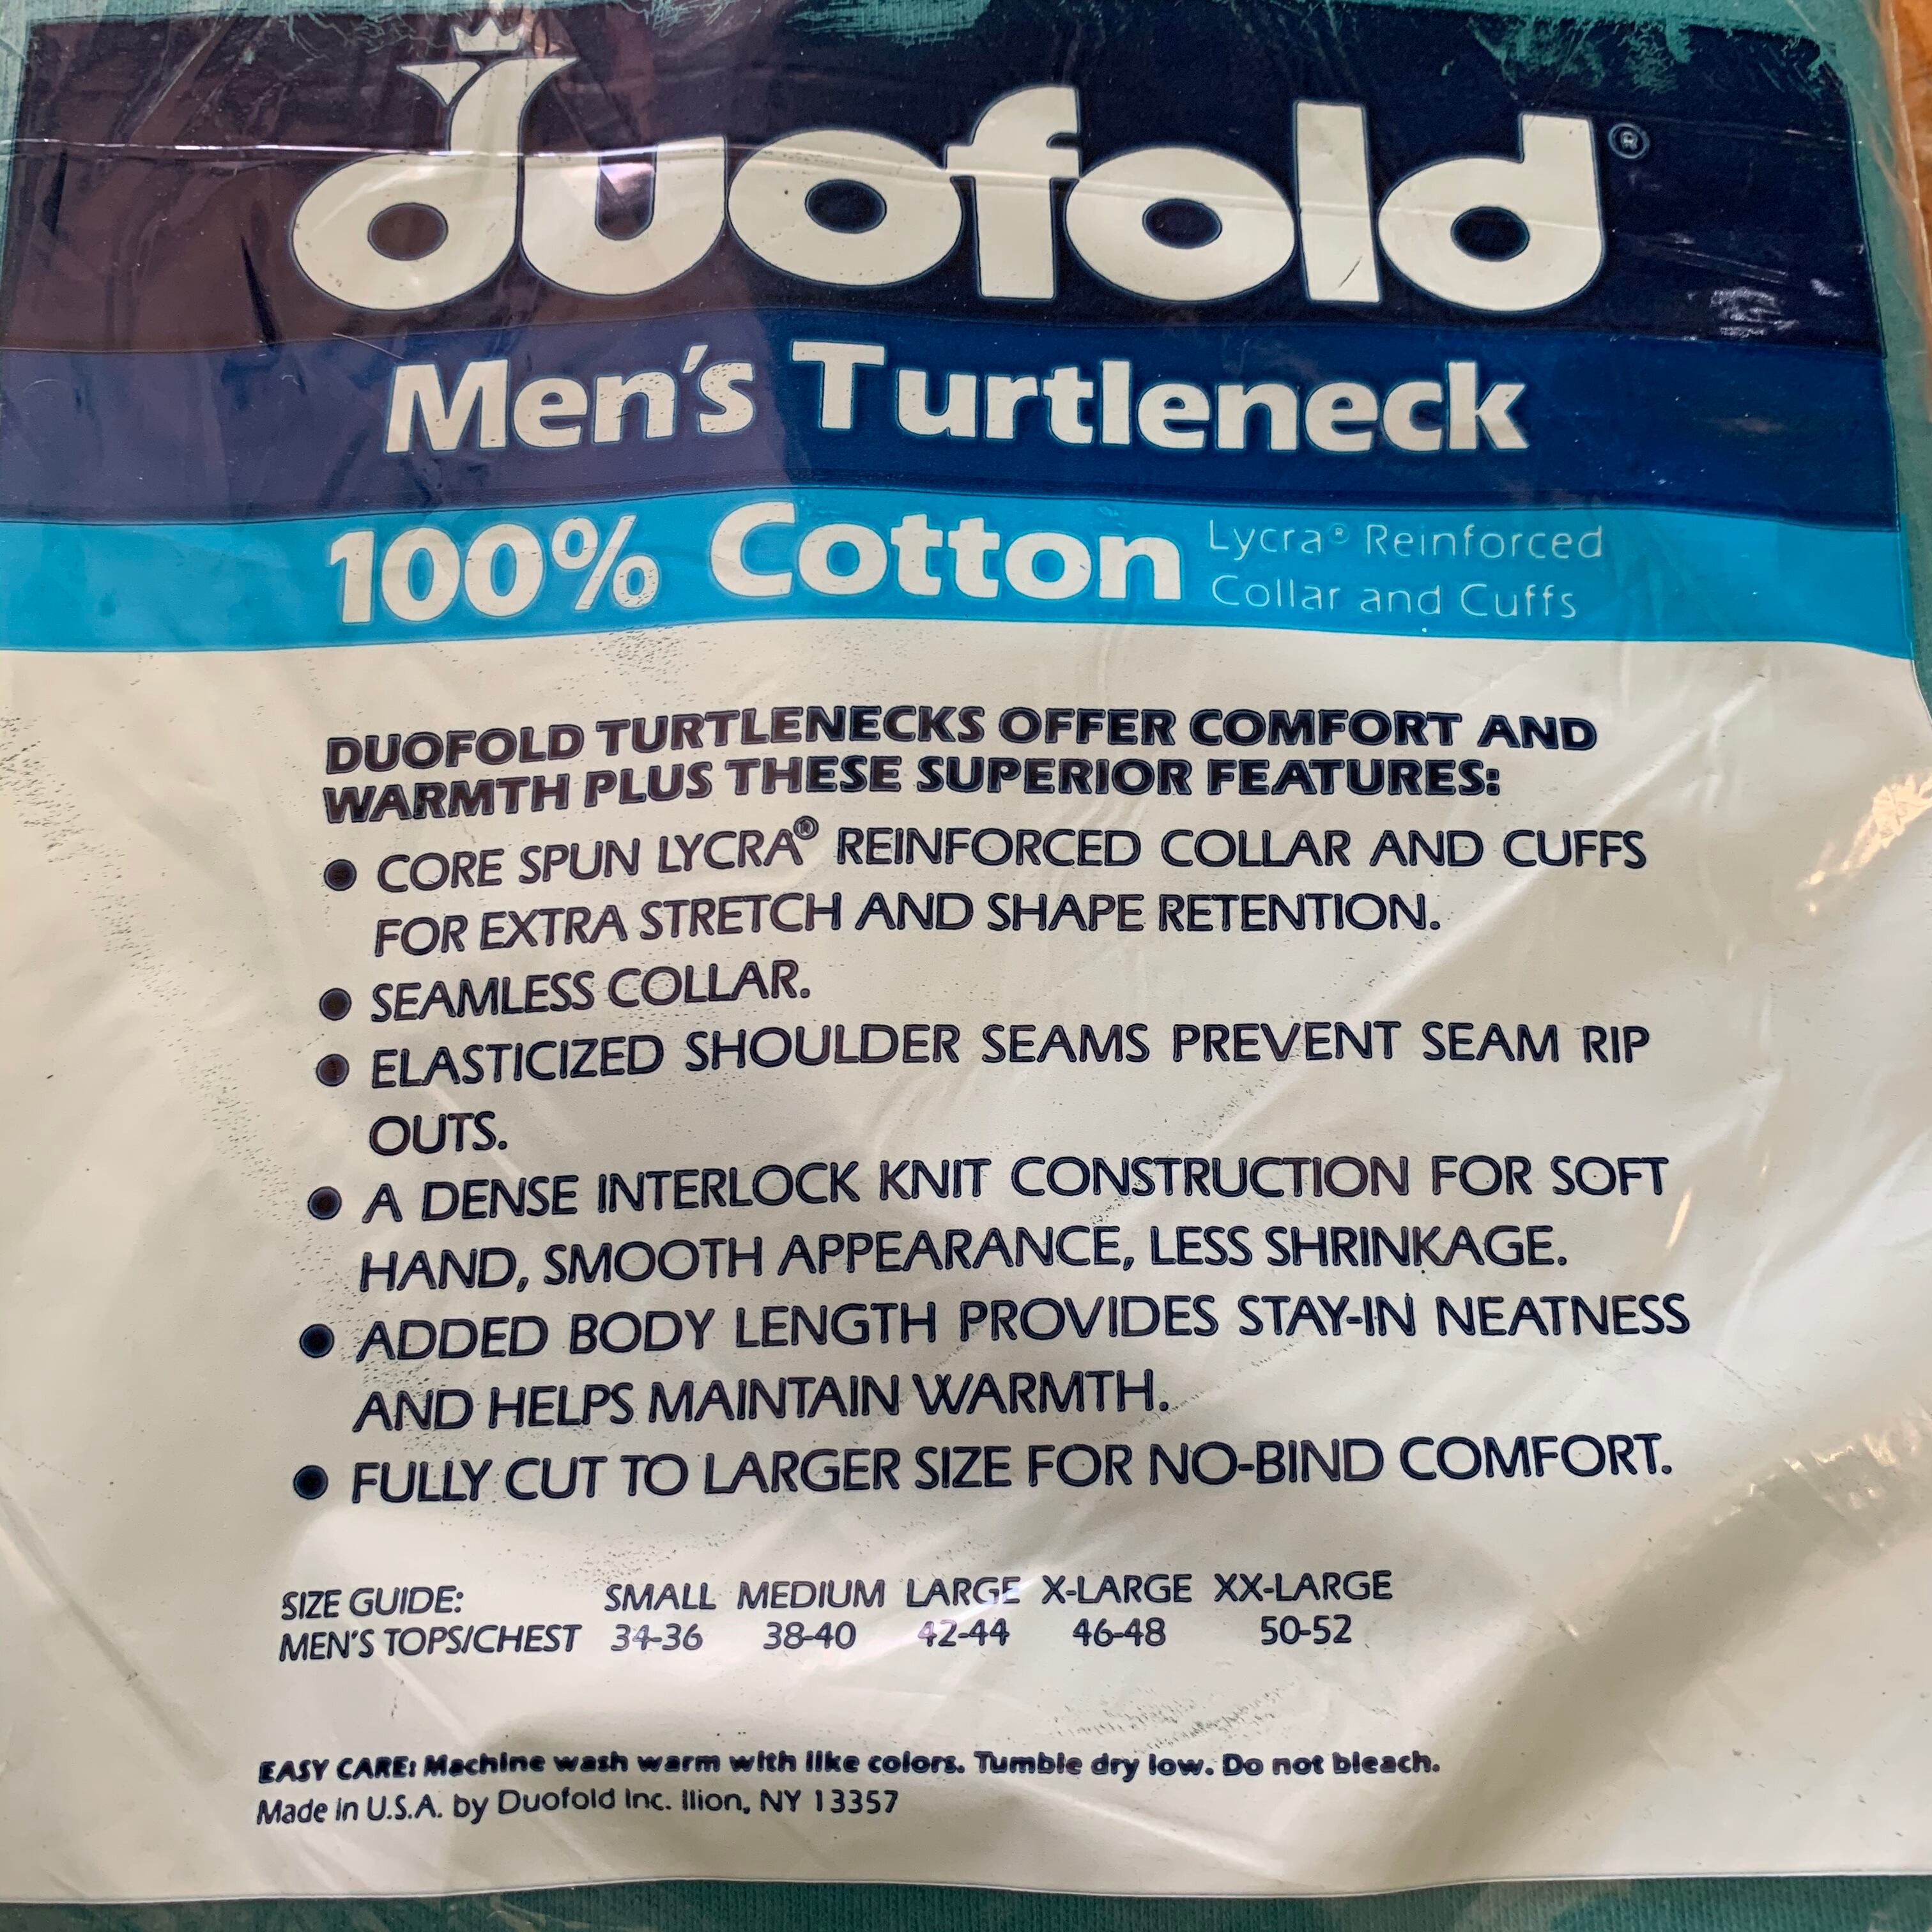 duofold®
Men's Turtleneck
100% Cotton
Lycra® Reinforced
Collar and Cuffs
DUOFOLD TURTLENECKS OFFER COMFORT AND
WARMTH PLUS THESE SUPERIOR FEATURES:
● CORE SPUN LYCRA® REINFORCED COLLAR AND CUFFS
FOR EXTRA STRETCH AND SHAPE RETENTION.
● SEAMLESS COLLAR.
● ELASTICIZED SHOULDER SEAMS PREVENT SEAM RIP
OUTS.
● A DENSE INTERLOCK KNIT CONSTRUCTION FOR SOFT
HAND, SMOOTH APPEARANCE, LESS SHRINKAGE.
● ADDED BODY LENGTH PROVIDES STAY-IN NEATNESS
AND HELPS MAINTAIN WARMTH.
● FULLY CUT TO LARGER SIZE FOR NO-BIND COMFORT.
SIZE GUIDE: SMALL MEDIUM LARGE X-LARGE XX-LARGE
MEN'S TOPS/CHEST 34-36 38-40 42-44 46-48 50-52
EASY CARE: Machine wash warm with like colors. Tumble dry low. Do not bleach.
Made in U.S.A. by Duofold Inc. Ilion, NY 13357